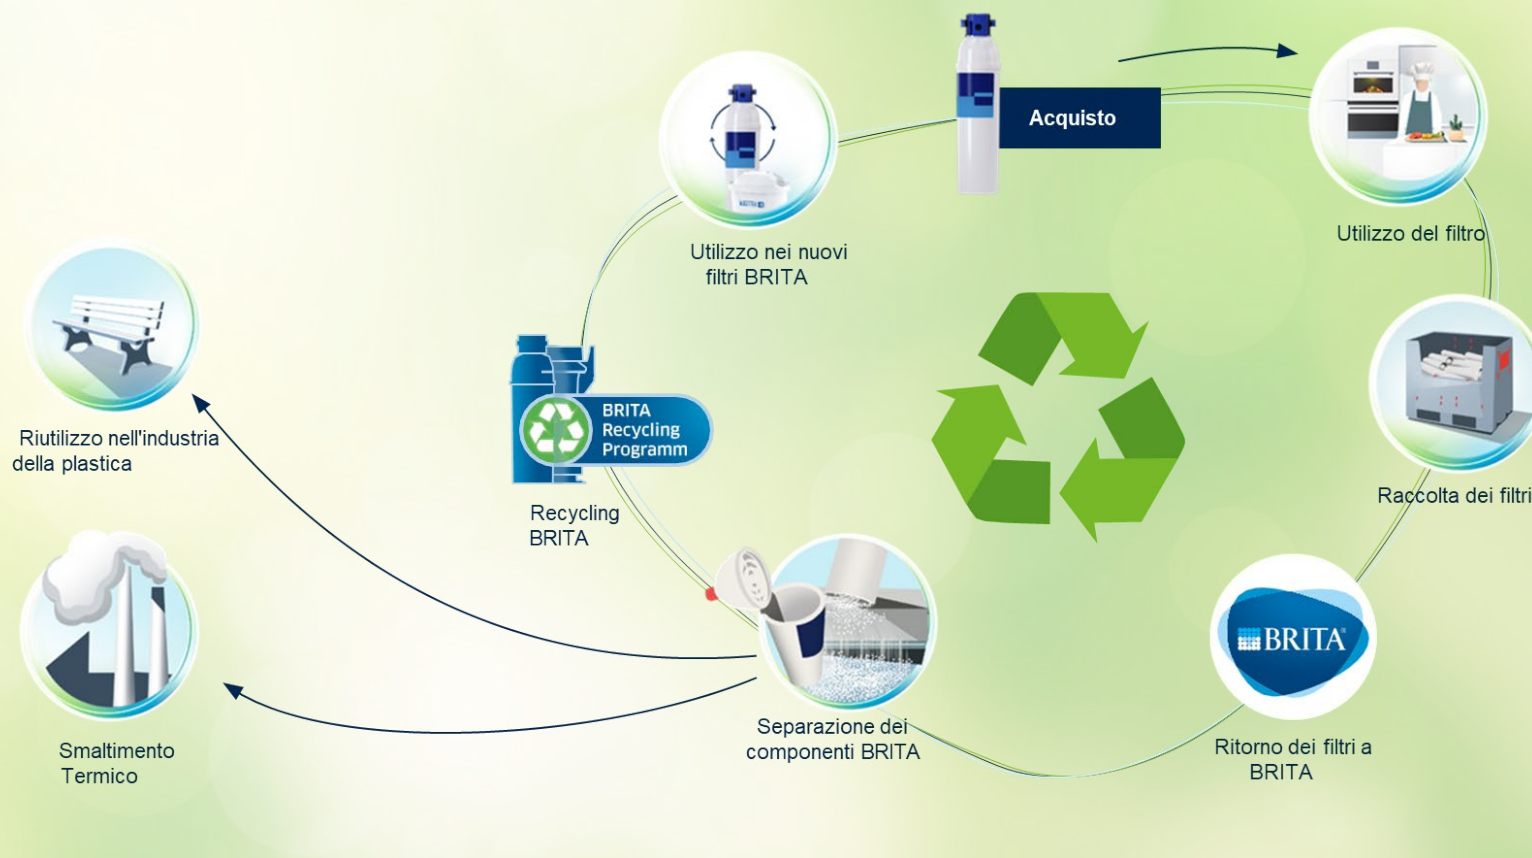 Acquisto
Utilizzo del filtro
Raccolta dei filtri
BRITA
Ritorno dei filtri a
BRITA
Separazione dei
componenti BRITA
BRITA
Recycling
Programm
Recycling
BRITA
Utilizzo nei nuovi
filtri BRITA
Riutilizzo nell'industria
della plastica
Smaltimento
Termico